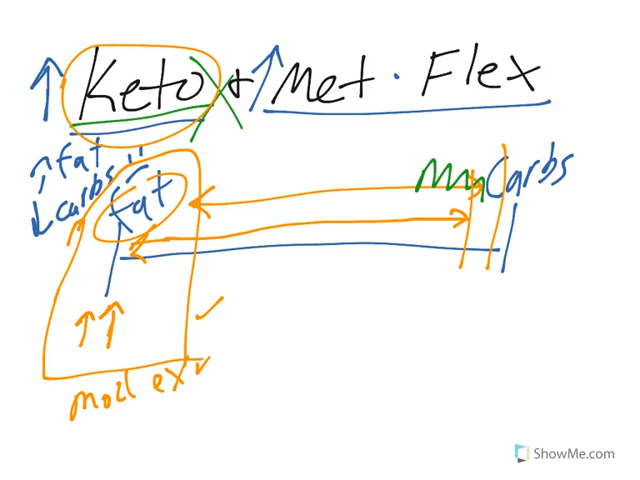 ↑ Keto + ↑ Met · Flex
↑ fat
↓ carbs
fat
Carbs
↑↑
mod ex
ShowMe.com